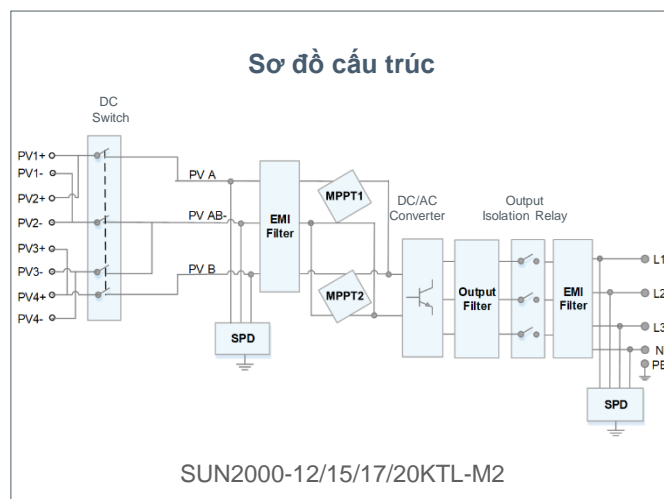 Sơ đồ cấu trúc
DC
Switch
PV1+
PV1-
PV2+
PV2-
PV3+
PV3-
PV4+
PV4-
PV A
PV AB-
PV B
SPD
EMI
Filter
MPPT1
MPPT2
DC/AC
Converter
Output
Filter
Output
Isolation Relay
EMI
Filter
L1
L2
L3
N
PE
SPD
SUN2000-12/15/17/20KTL-M2